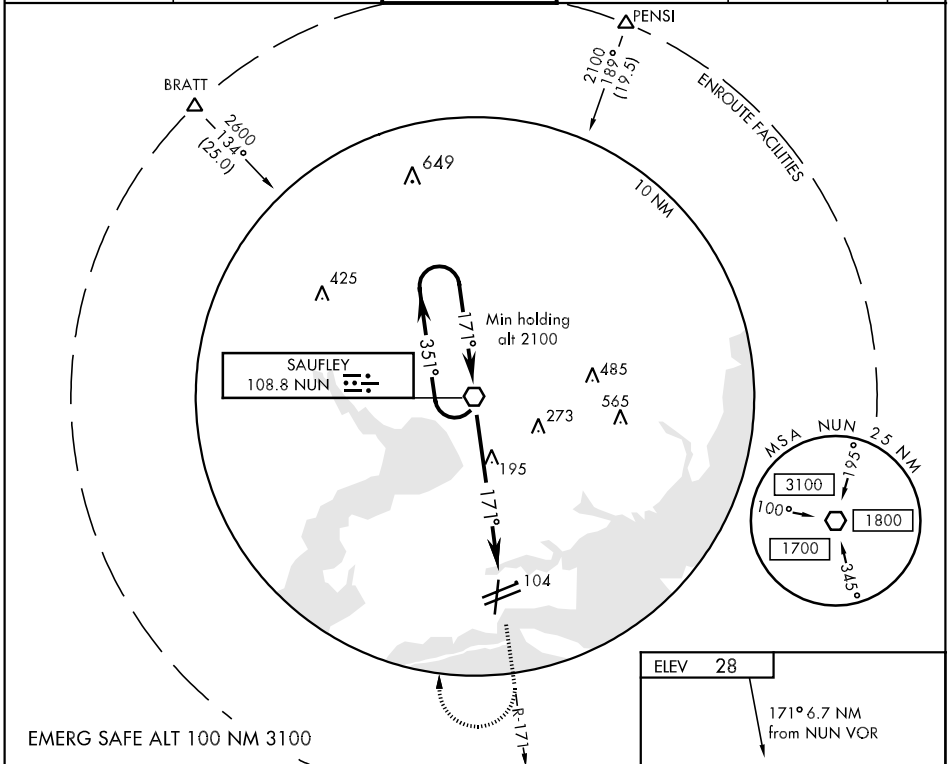 PENSI
2100
189°
(19.5)
BRATT
2600
134°
(25.0)
ENROUTE FACILITIES
10 NM
649
425
Min holding
alt 2100
171°
351°
SAUFLEY
108.8 NUN
485
565
273
195
171°
104
MSA NUN 25 NM
195°
3100
100°
1800
1700
345°
R-171
ELEV 28
171° 6.7 NM
from NUN VOR
EMERG SAFE ALT 100 NM 3100